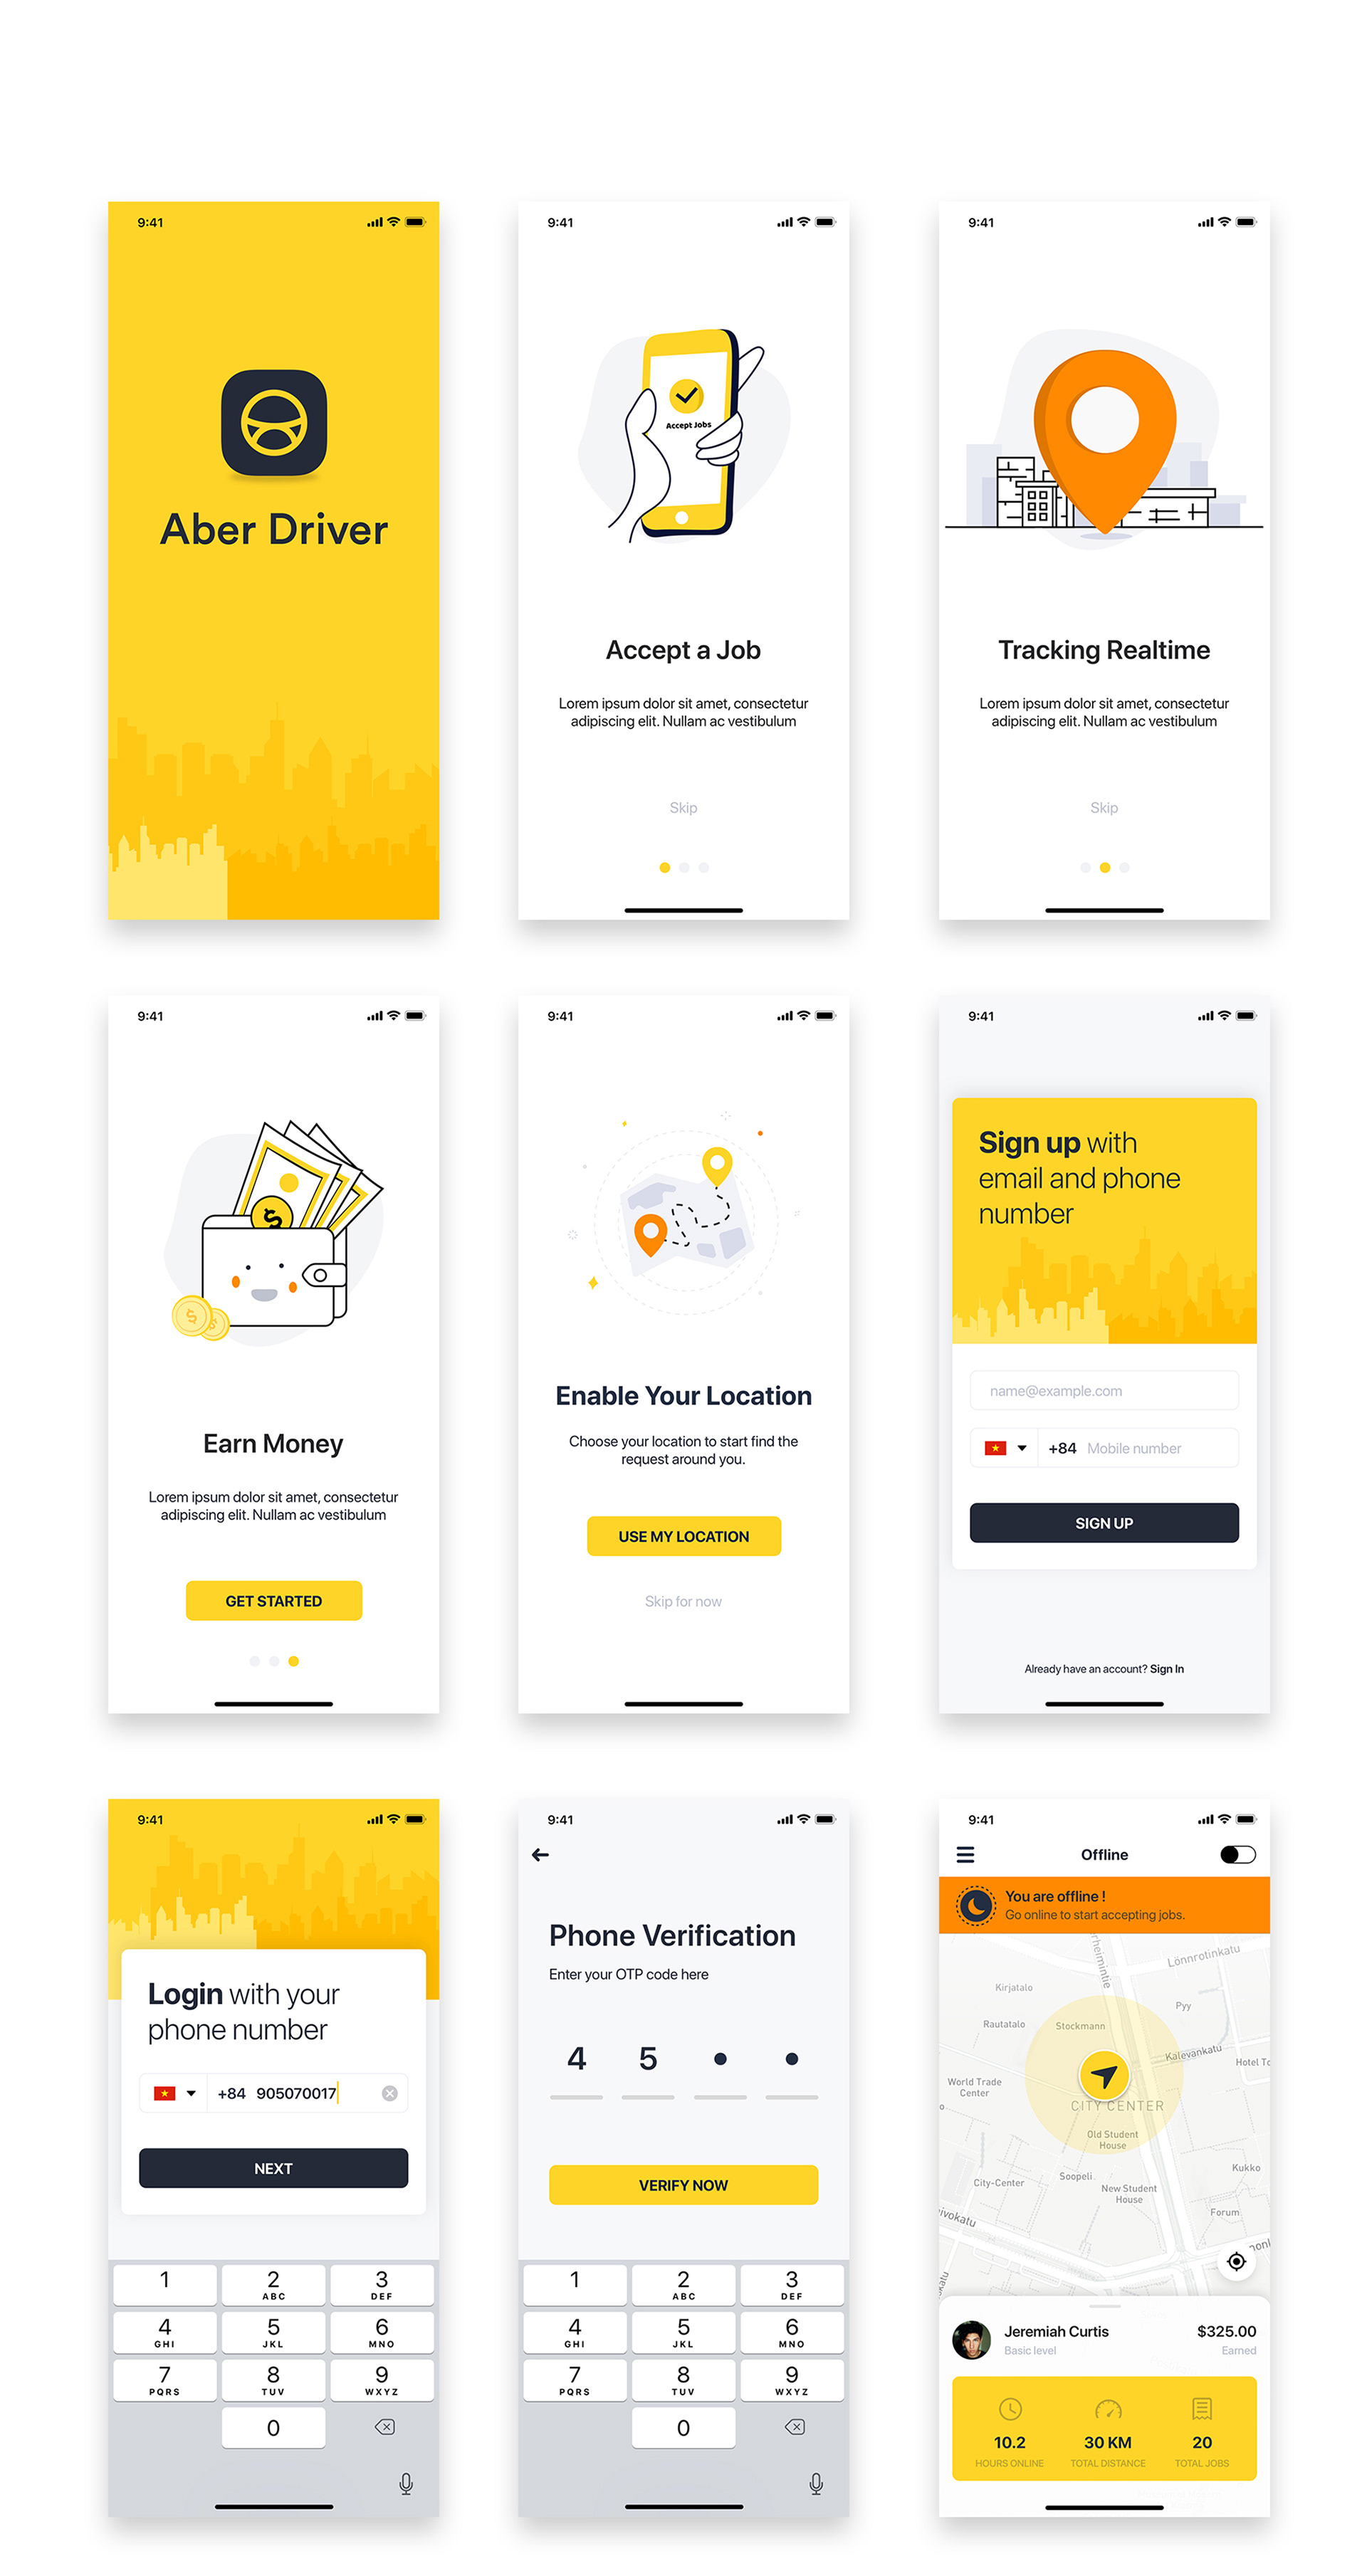 9:41
Aber Driver
9:41
Accept Jobs
Accept a Job
Lorem ipsum dolor sit amet, consectetur
adipiscing elit. Nullam ac vestibulum
Skip
9:41
Tracking Realtime
Lorem ipsum dolor sit amet, consectetur
adipiscing elit. Nullam ac vestibulum
Skip
9:41
$
$
$
Earn Money
Lorem ipsum dolor sit amet, consectetur
adipiscing elit. Nullam ac vestibulum
GET STARTED
9:41
Enable Your Location
Choose your location to start find the
request around you.
USE MY LOCATION
Skip for now
9:41
Sign up with
email and phone
number
name@example.com
+84 Mobile number
SIGN UP
Already have an account? Sign In
9:41
Login with your
phone number
+84 905070017
NEXT
1 2 3
ABC DEF
4 5 6
GHI JKL MNO
7 8 9
PQRS TUV WXYZ
0
9:41
Phone Verification
Enter your OTP code here
4 5
VERIFY NOW
1 2 3
ABC DEF
4 5 6
GHI JKL MNO
7 8 9
PQRS TUV WXYZ
0
9:41
Offline
You are offline !
Go online to start accepting jobs.
rheimintie
Lönnrotinkatu
Kirjatalo
Pyy
Rautatalo
Stockmann
Kalevankatu
Hotel To
World Trade
Center
CITY CENTER
Old Student
House
Kukko
Soopeli
City-Center
New Student
House
Forum
ivokatu
Jeremiah Curtis $325.00
Basic level Earned
10.2 30 KM 20
HOURS ONLINE TOTAL DISTANCE TOTAL JOBS